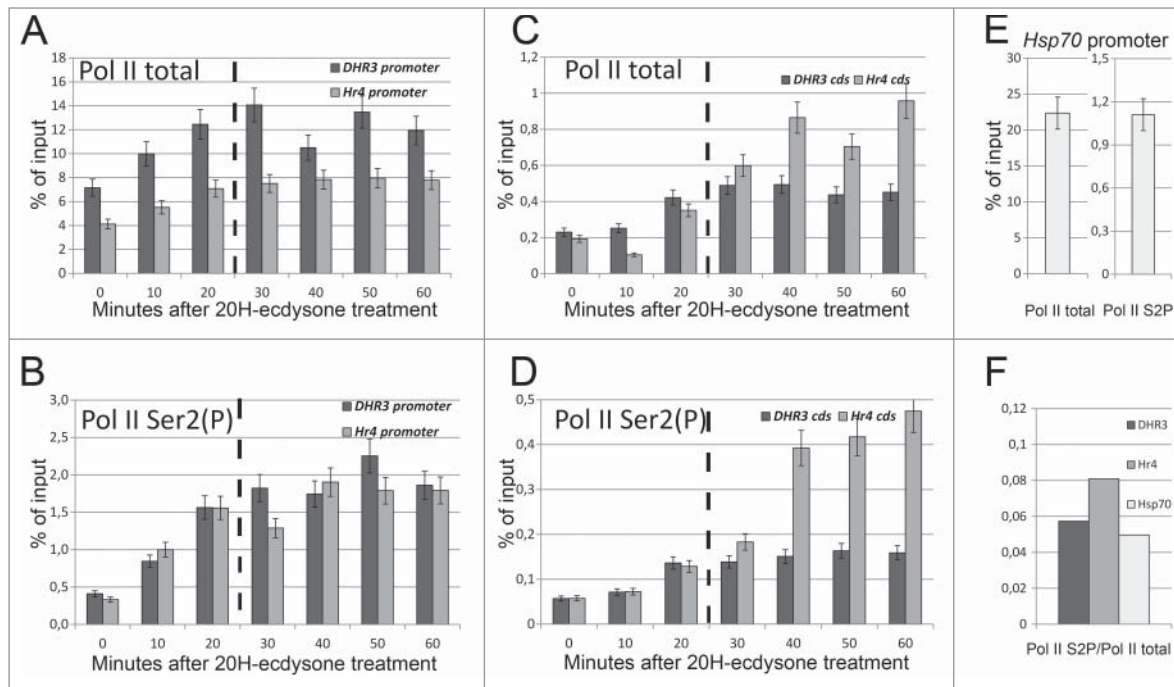 A
Pol II total
DHR3 promoter
Hr4 promoter
% of input
18
16
14
12
10
8
6
4
2
0
0 10 20 30 40 50 60
Minutes after 20H-ecdysone treatment
B
Pol II Ser2(P)
DHR3 promoter
Hr4 promoter
% of input
3,0
2,5
2,0
1,5
1,0
0,5
0,0
0 10 20 30 40 50 60
Minutes after 20H-ecdysone treatment
C
Pol II total
DHR3 cds Hr4 cds
% of input
1,2
1
0,8
0,6
0,4
0,2
0
0 10 20 30 40 50 60
Minutes after 20H-ecdysone treatment
D
Pol II Ser2(P)
DHR3 cds Hr4 cds
% of input
0,5
0,4
0,3
0,2
0,1
0
0 10 20 30 40 50 60
Minutes after 20H-ecdysone treatment
E
Hsp70 promoter
% of input
30
25
20
15
10
5
0
1,5
1,2
0,9
0,6
0,3
0
Pol II total Pol II S2P
F
0,12
0,1
0,08
0,06
0,04
0,02
0
DHR3
Hr4
Hsp70
Pol II S2P/Pol II total